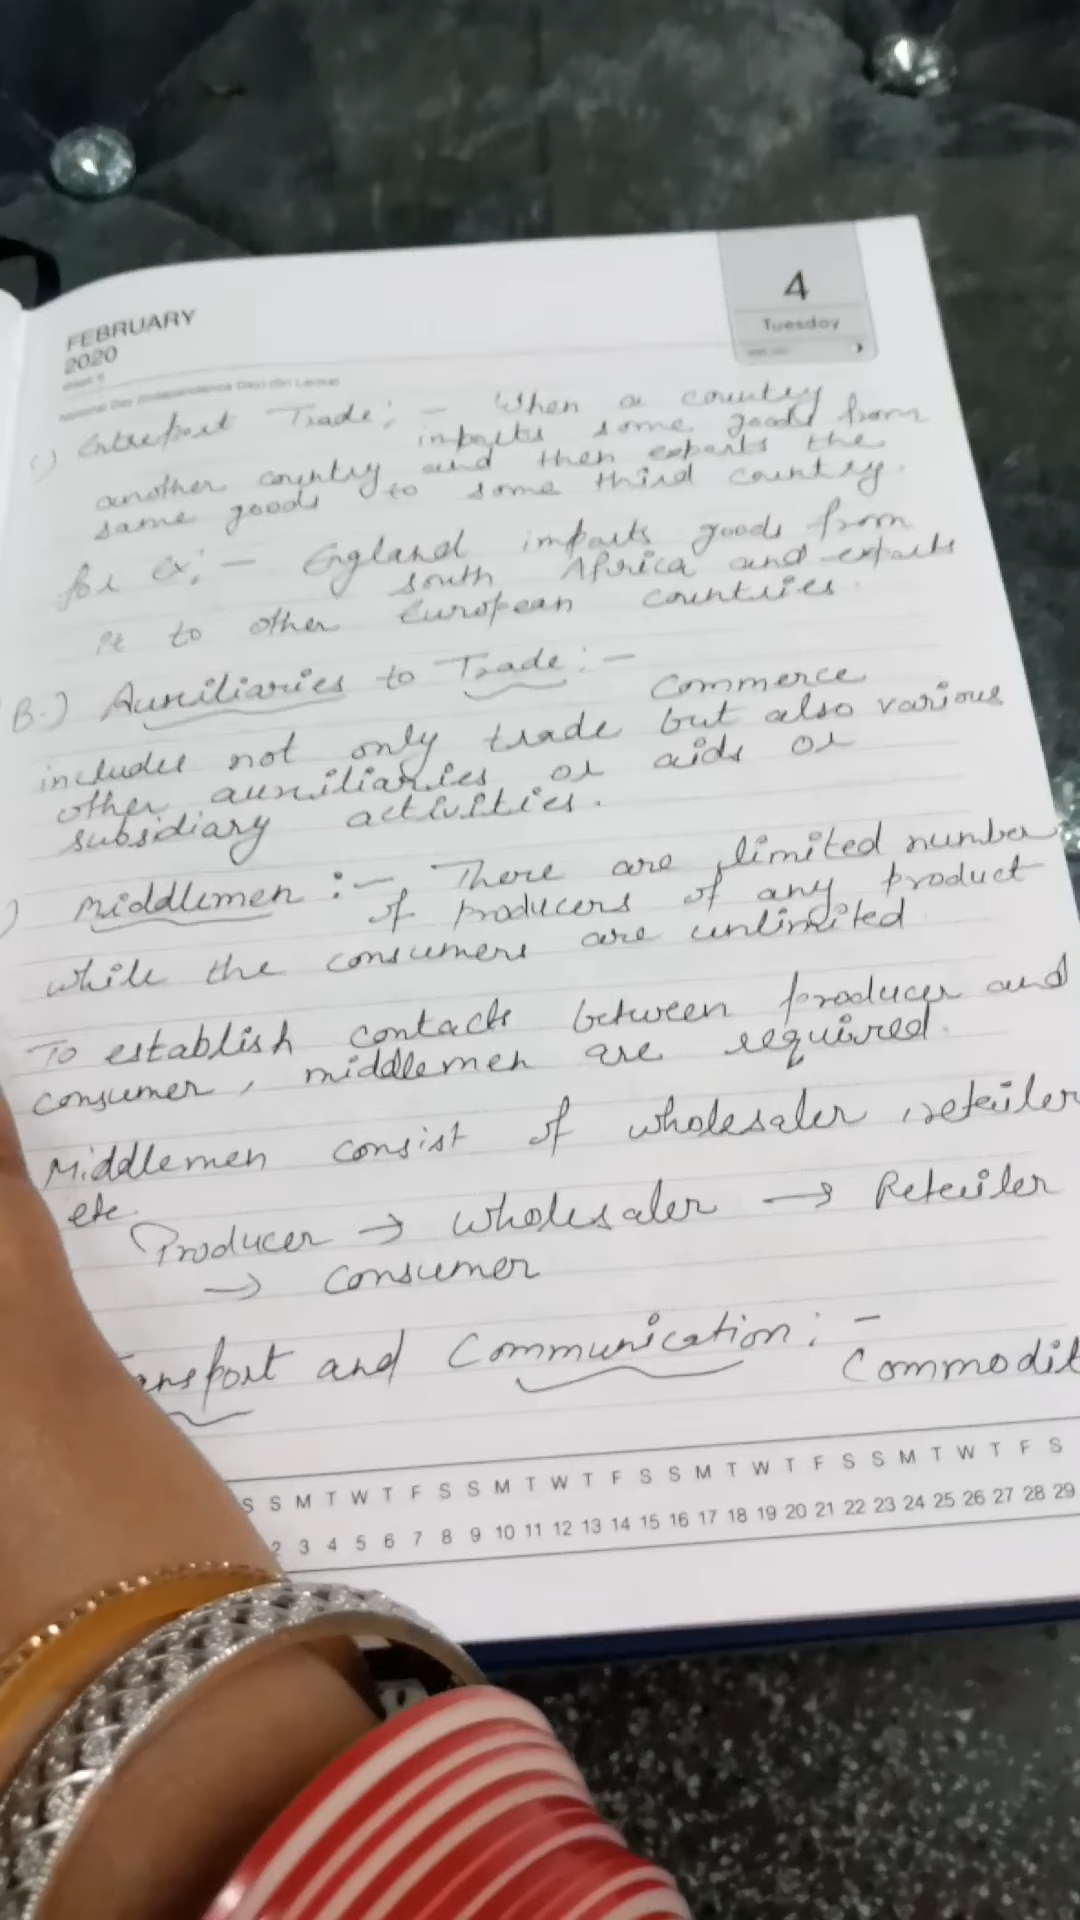 FEBRUARY
2020
4
Tuesday
Entreport Trade: - When a country
imports some goods from
another country and then exports the
same goods to some third country.
for ex: - England imports goods from
south Africa and exports
it to other European countries.
B.) Auxiliaries to Trade: -
Commerce
includes not only trade but also various
other auxiliaries or aids or
subsidiary activities.
Middlemen :- There are limited number
of producers of any product
while the consumers are unlimited
To establish contacts between producer and
consumer, middlemen are required.
Middlemen consist of wholesaler, retailer
etc.
Producer → wholesaler → Retailer
→ consumer
ansport and Communication: -
Commodit
S S M T W T F S S M T W T F S S M T W T F S S M T W T F S
2 3 4 5 6 7 8 9 10 11 12 13 14 15 16 17 18 19 20 21 22 23 24 25 26 27 28 29